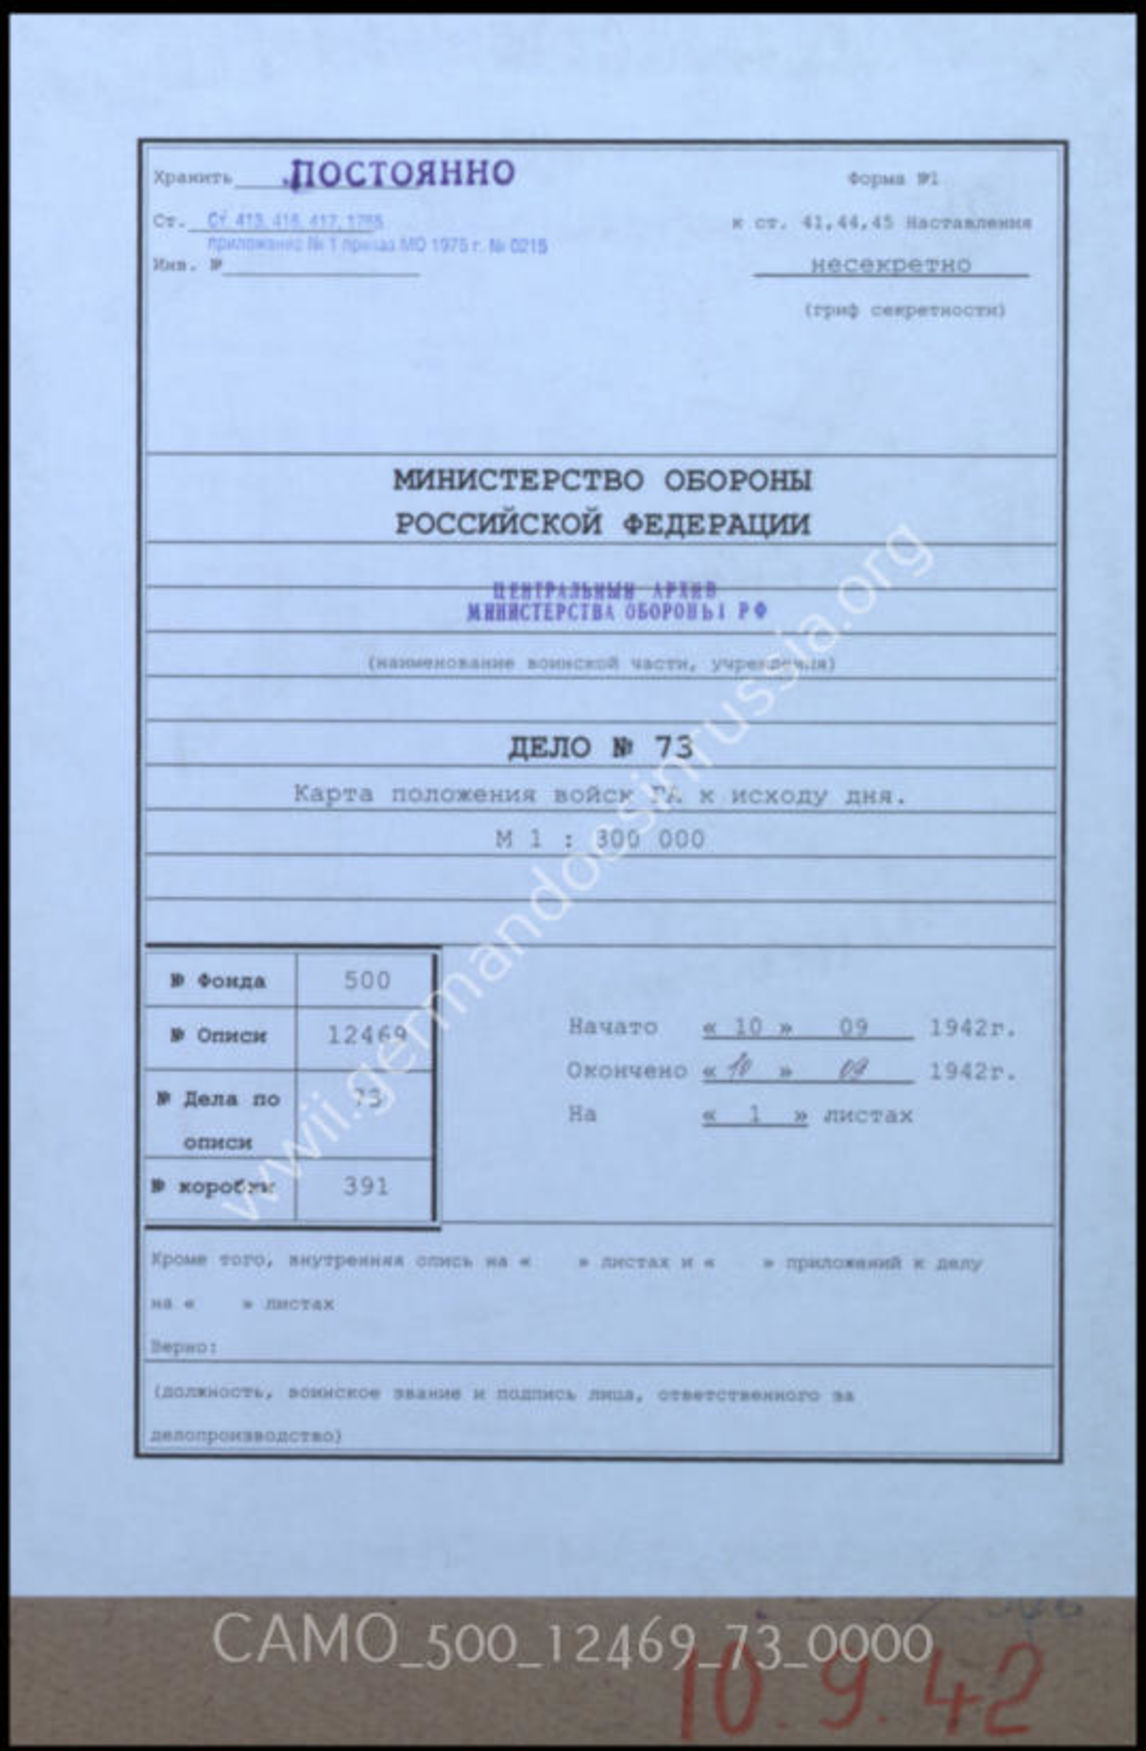 Хранить ПОСТОЯННО
Форма №1
Ст. Ст. 413, 416, 417, 1765
приложение № 1 приказ МО 1975 г. № 0215
к ст. 41,44,45 Наставления
Инв. №
несекретно
(гриф секретности)
МИНИСТЕРСТВО ОБОРОНЫ
РОССИЙСКОЙ ФЕДЕРАЦИИ
ЦЕНТРАЛЬНЫЙ АРХИВ
МИНИСТЕРСТВА ОБОРОНЫ РФ
(наименование воинской части, учреждения)
ДЕЛО № 73
Карта положения войск ГА к исходу дня.
М 1 : 300 000
№ Фонда 500
№ Описи 12469
№ Дела по описи 73
№ коробки 391
Начато « 10 » 09 1942г.
Окончено « 10 » 09 1942г.
На « 1 » листах
Кроме того, внутренняя опись на « » листах и « » приложений к делу
на « » листах
Верно:
(должность, воинское звание и подпись лица, ответственного за
делопроизводство)
wwii.germandocsinrussia.org
CAMO_500_12469_73_0000
10.9.42